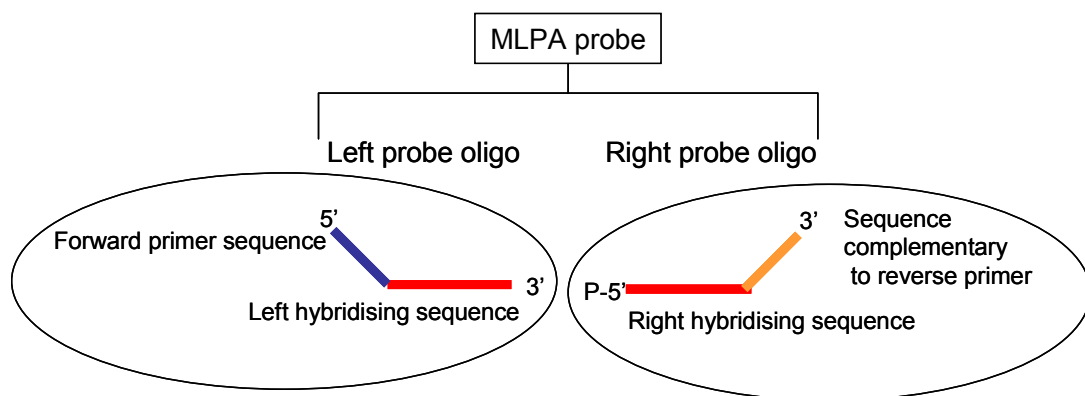 MLPA probe
Left probe oligo
Right probe oligo
5’
Forward primer sequence
3’
Left hybridising sequence
3’
Sequence
complementary
to reverse primer
P-5’
Right hybridising sequence